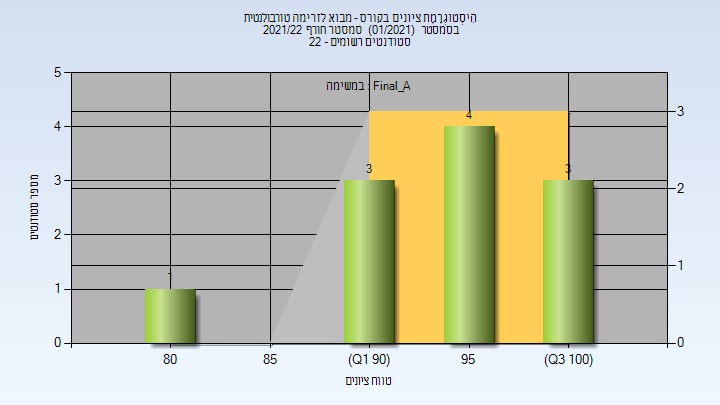 היסטוגרמת ציונים בקורס - מבוא לזרימה טורבולנטית
בסמסטר (01/2021) סמסטר חורף 2021/22
סטודנטים רשומים - 22
במשימה : Final_A
5
4
3
2
1
0
3
2
1
0
1
3
4
3
מספר סטודנטים
80
85
(Q1 90)
95
(Q3 100)
טווח ציונים